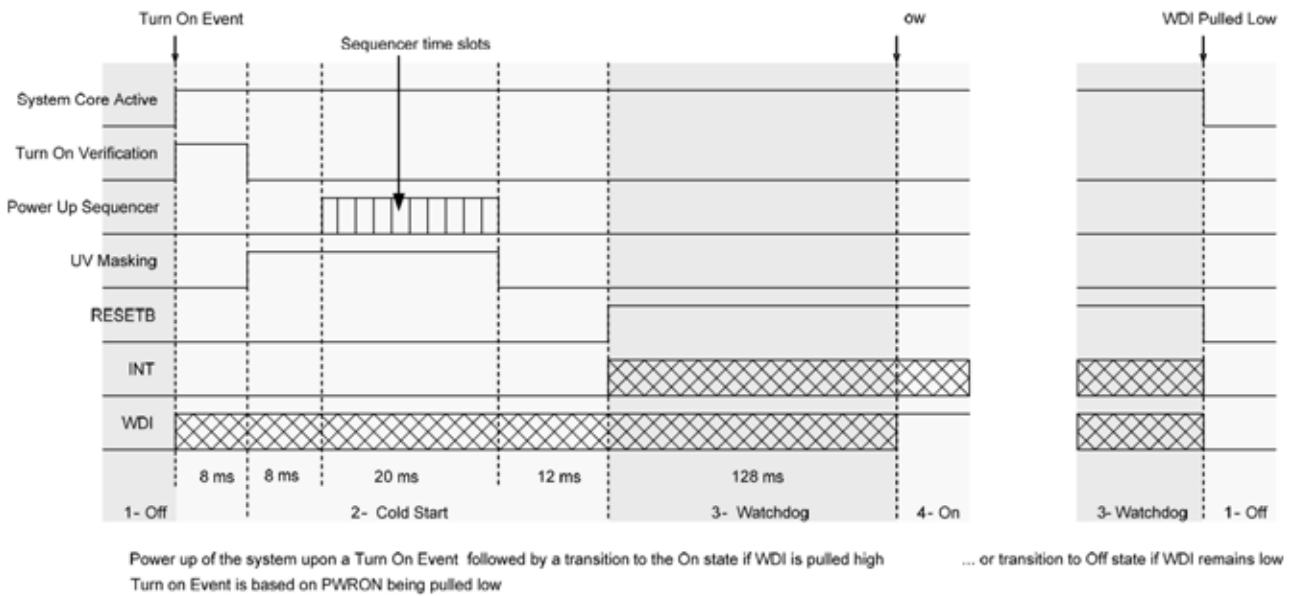 Turn On Event
ow
WDI Pulled Low
Sequencer time slots
System Core Active
Turn On Verification
Power Up Sequencer
UV Masking
RESETB
INT
WDI
8 ms
8 ms
20 ms
12 ms
128 ms
1- Off
2- Cold Start
3- Watchdog
4- On
3- Watchdog
1- Off
Power up of the system upon a Turn On Event followed by a transition to the On state if WDI is pulled high
... or transition to Off state if WDI remains low
Turn on Event is based on PWRON being pulled low